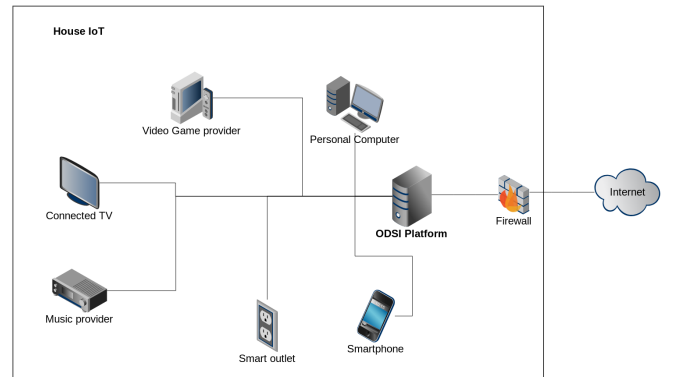 House IoT
Video Game provider
Personal Computer
Connected TV
ODSI Platform
Firewall
Internet
Music provider
Smart outlet
Smartphone